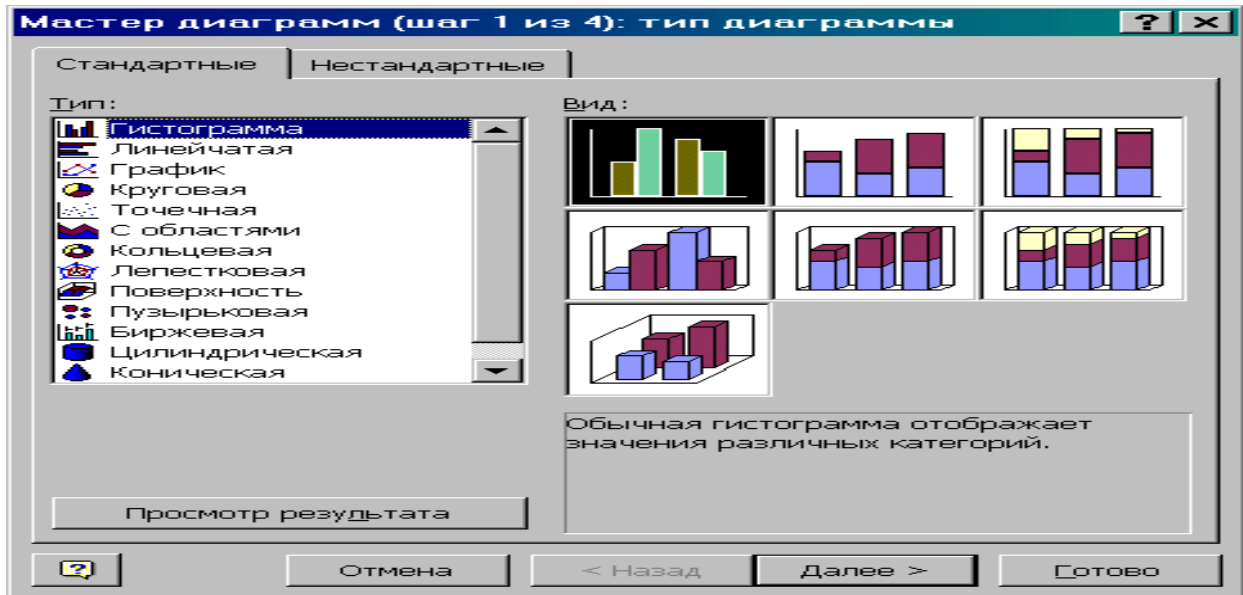 Мастер диаграмм (шаг 1 из 4): тип диаграммы
Стандартные
Нестандартные
Тип:
Гистограмма
Линейчатая
График
Круговая
Точечная
С областями
Кольцевая
Лепестковая
Поверхность
Пузырьковая
Биржевая
Цилиндрическая
Коническая
Вид:
Обычная гистограмма отображает
значения различных категорий.
Просмотр результата
Отмена
< Назад
Далее >
Готово